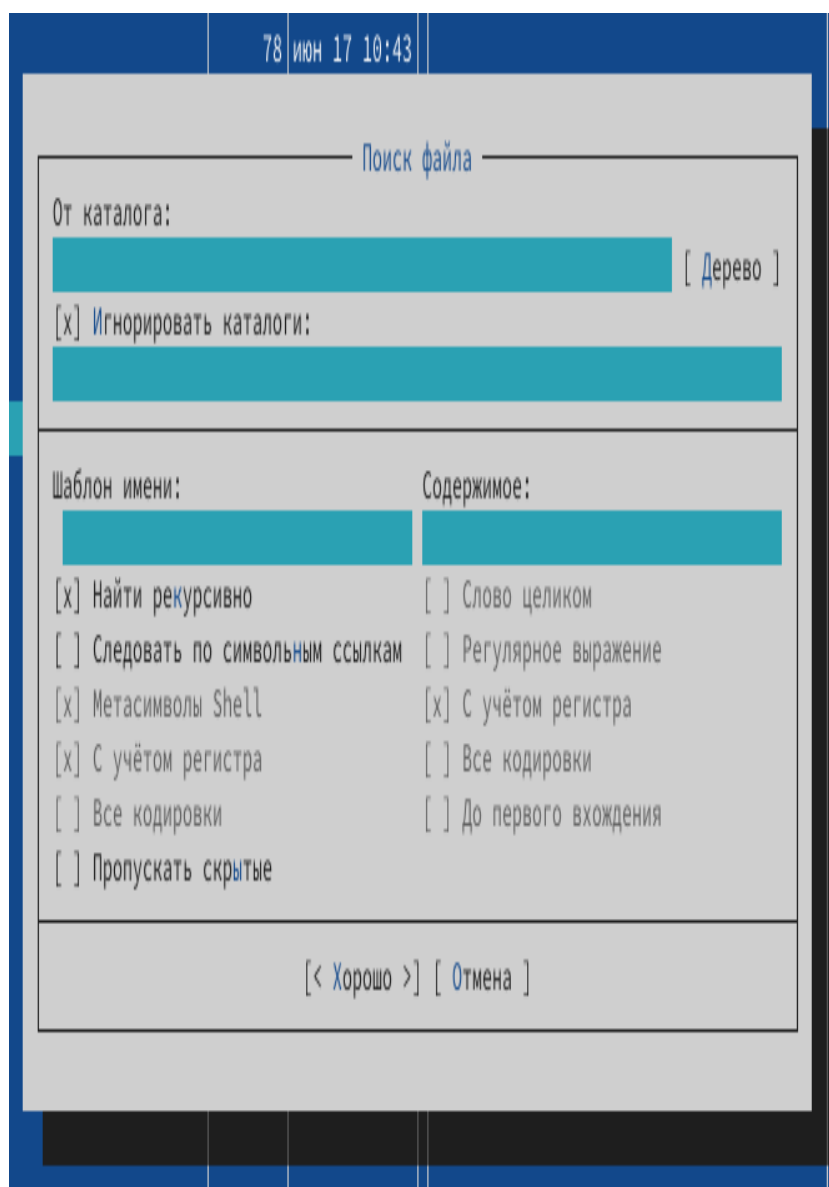 78 июн 17 10:43
Поиск файла
От каталога:
[ Дерево ]
[x] Игнорировать каталоги:
Шаблон имени: Содержимое:
[x] Найти рекурсивно [ ] Слово целиком
[ ] Следовать по символьным ссылкам [ ] Регулярное выражение
[x] Метасимволы Shell [x] С учётом регистра
[x] С учётом регистра [ ] Все кодировки
[ ] Все кодировки [ ] До первого вхождения
[ ] Пропускать скрытые
[< Хорошо >] [ Отмена ]